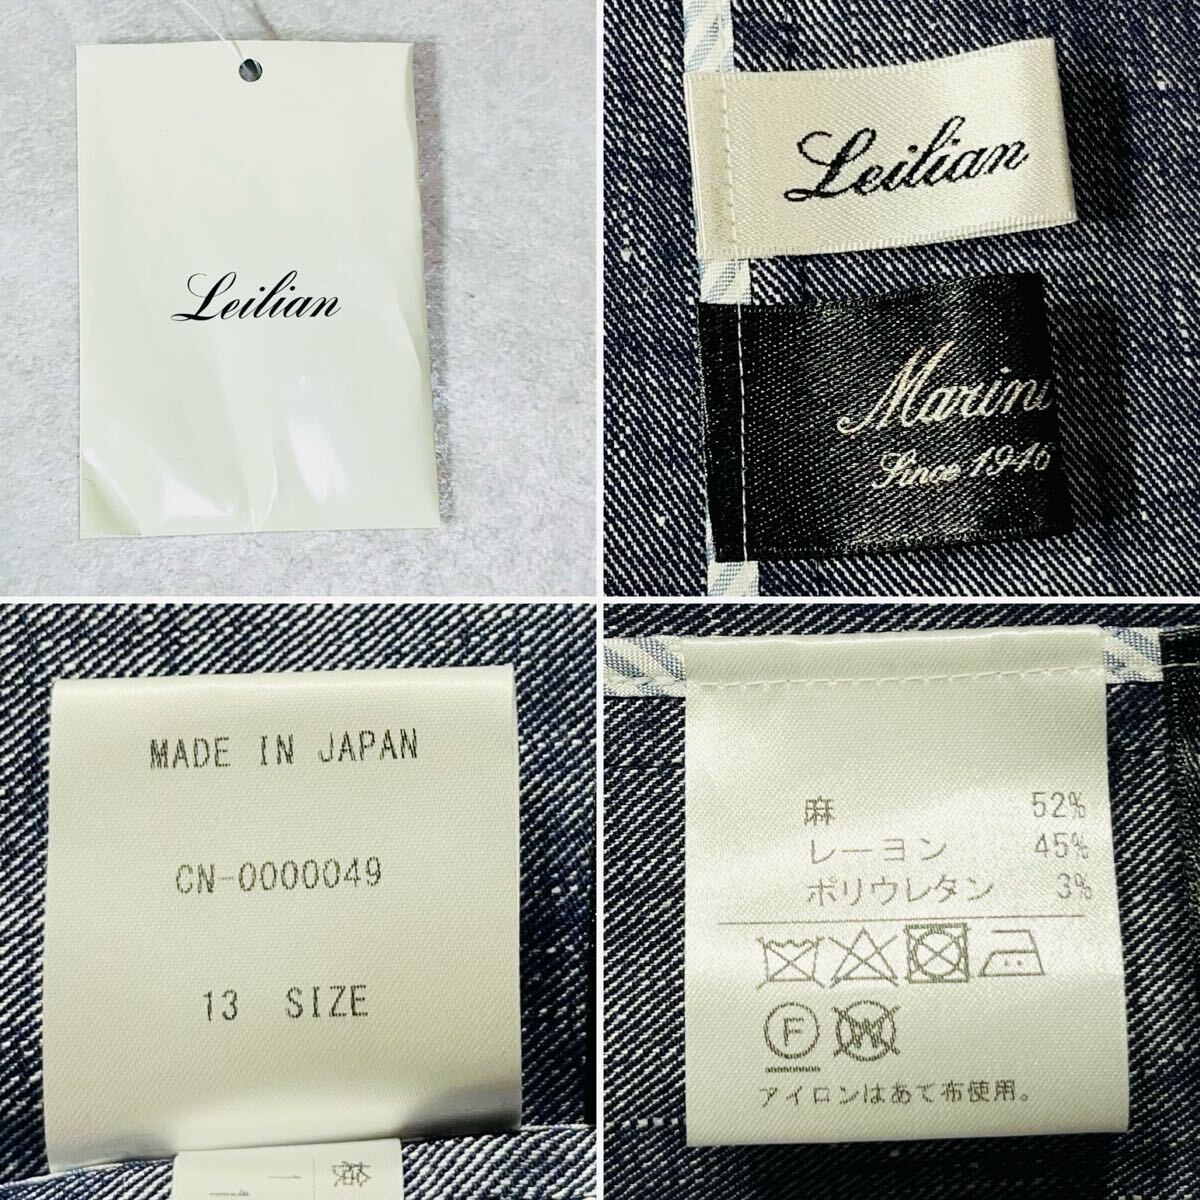 Leilian
Leilian
Since 1946
MADE IN JAPAN
CN-0000049
13 SIZE
麻 52%
レーヨン 45%
ポリウレタン 3%
F
W
アイロンはあて布使用。